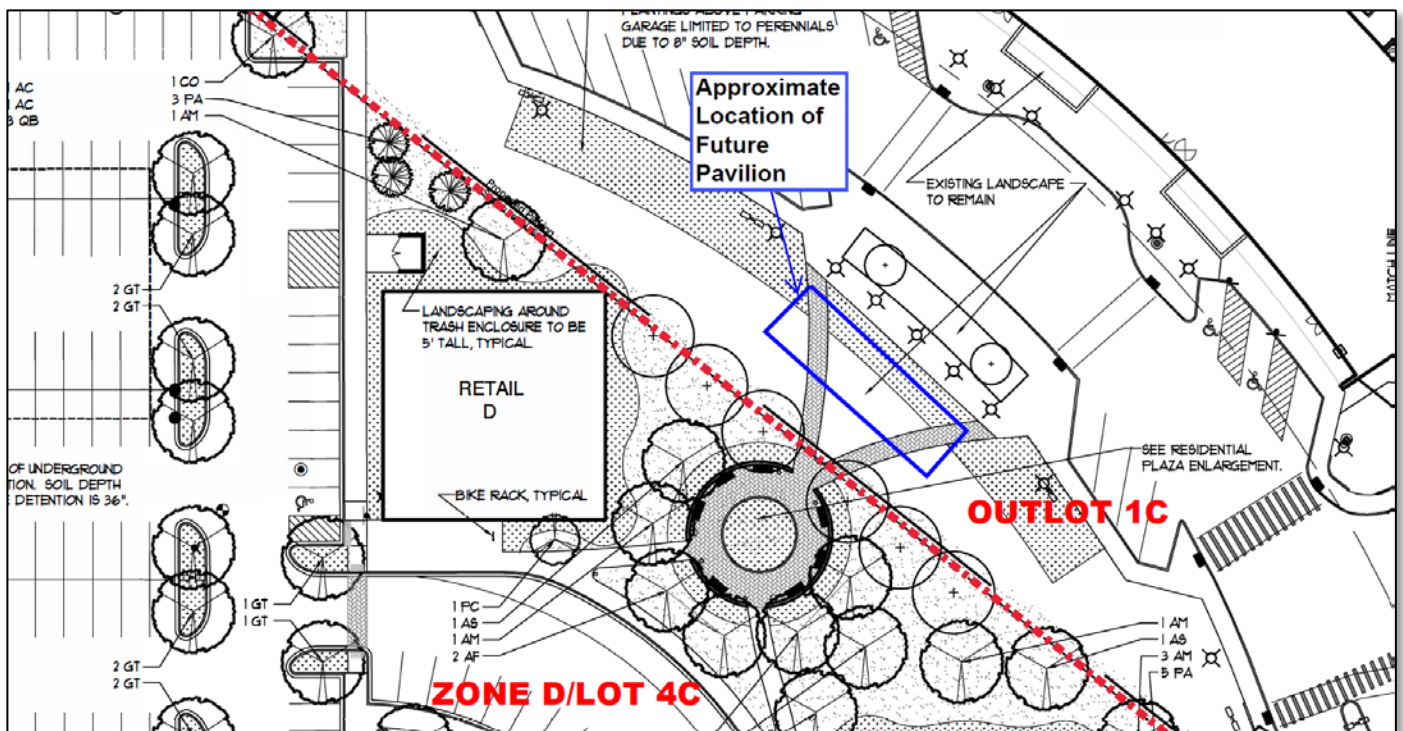 GARAGE LIMITED TO PERENNIALS
DUE TO 8" SOIL DEPTH.
1 CO
3 PA
1 AM
1 AC
1 AC
3 QB
Approximate
Location of
Future
Pavilion
EXISTING LANDSCAPE
TO REMAIN
MATCH LINE
2 GT
2 GT
LANDSCAPING AROUND
TRASH ENCLOSURE TO BE
5' TALL, TYPICAL
RETAIL
D
OF UNDERGROUND
TION. SOIL DEPTH
DETENTION IS 36".
BIKE RACK, TYPICAL
SEE RESIDENTIAL
PLAZA ENLARGEMENT.
OUTLOT 1C
1 GT
1 GT
1 PC
1 AS
1 AM
2 AF
1 AM
1 AS
3 AM
5 PA
2 GT
2 GT
ZONE D/LOT 4C